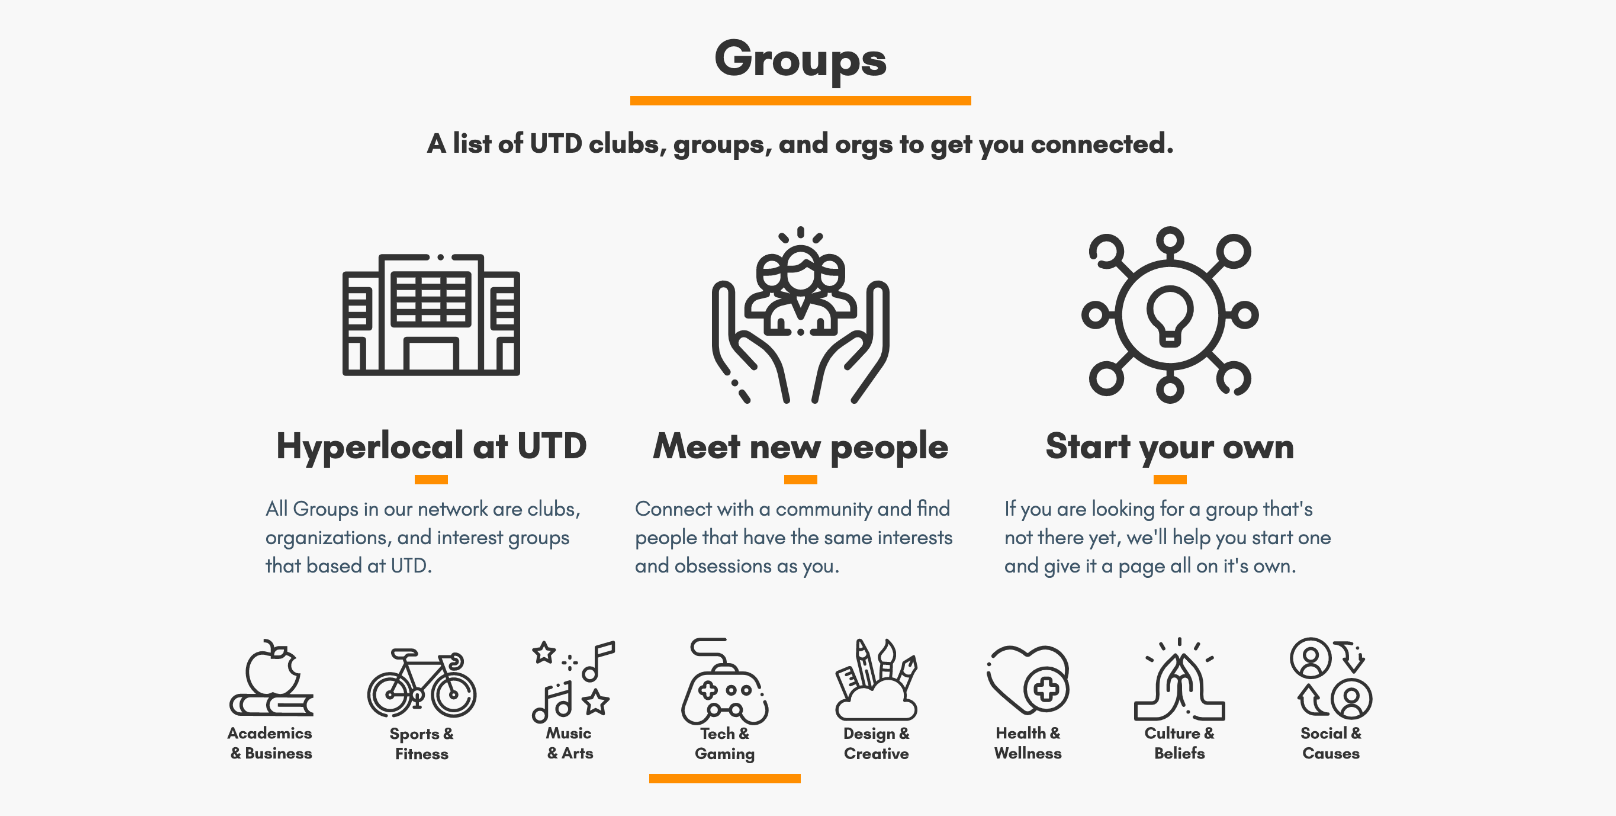 Groups
A list of UTD clubs, groups, and orgs to get you connected.
Hyperlocal at UTD
All Groups in our network are clubs,
organizations, and interest groups
that based at UTD.
Meet new people
Connect with a community and find
people that have the same interests
and obsessions as you.
Start your own
If you are looking for a group that's
not there yet, we'll help you start one
and give it a page all on it's own.
Academics
& Business
Sports &
Fitness
Music
& Arts
Tech &
Gaming
Design &
Creative
Health &
Wellness
Culture &
Beliefs
Social &
Causes